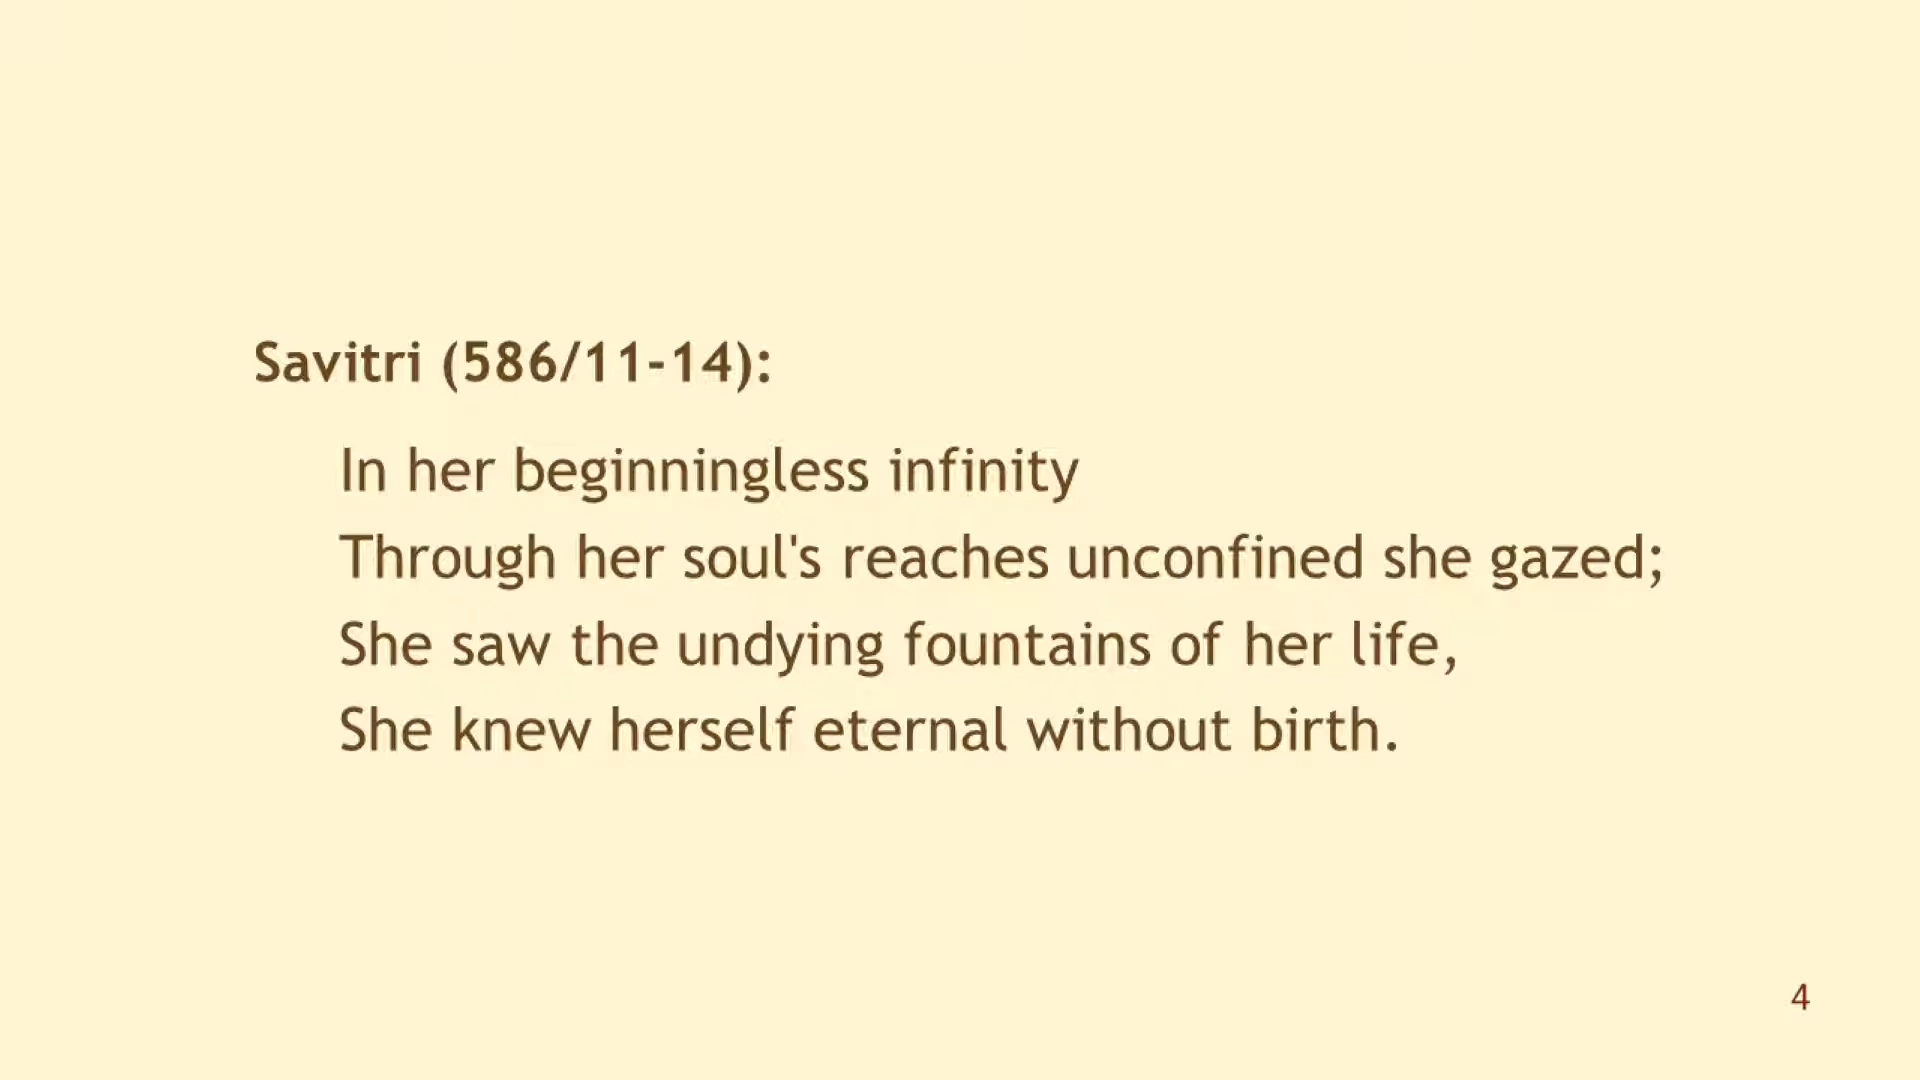 Savitri (586/11-14):
In her beginningless infinity
Through her soul's reaches unconfined she gazed;
She saw the undying fountains of her life,
She knew herself eternal without birth.
4